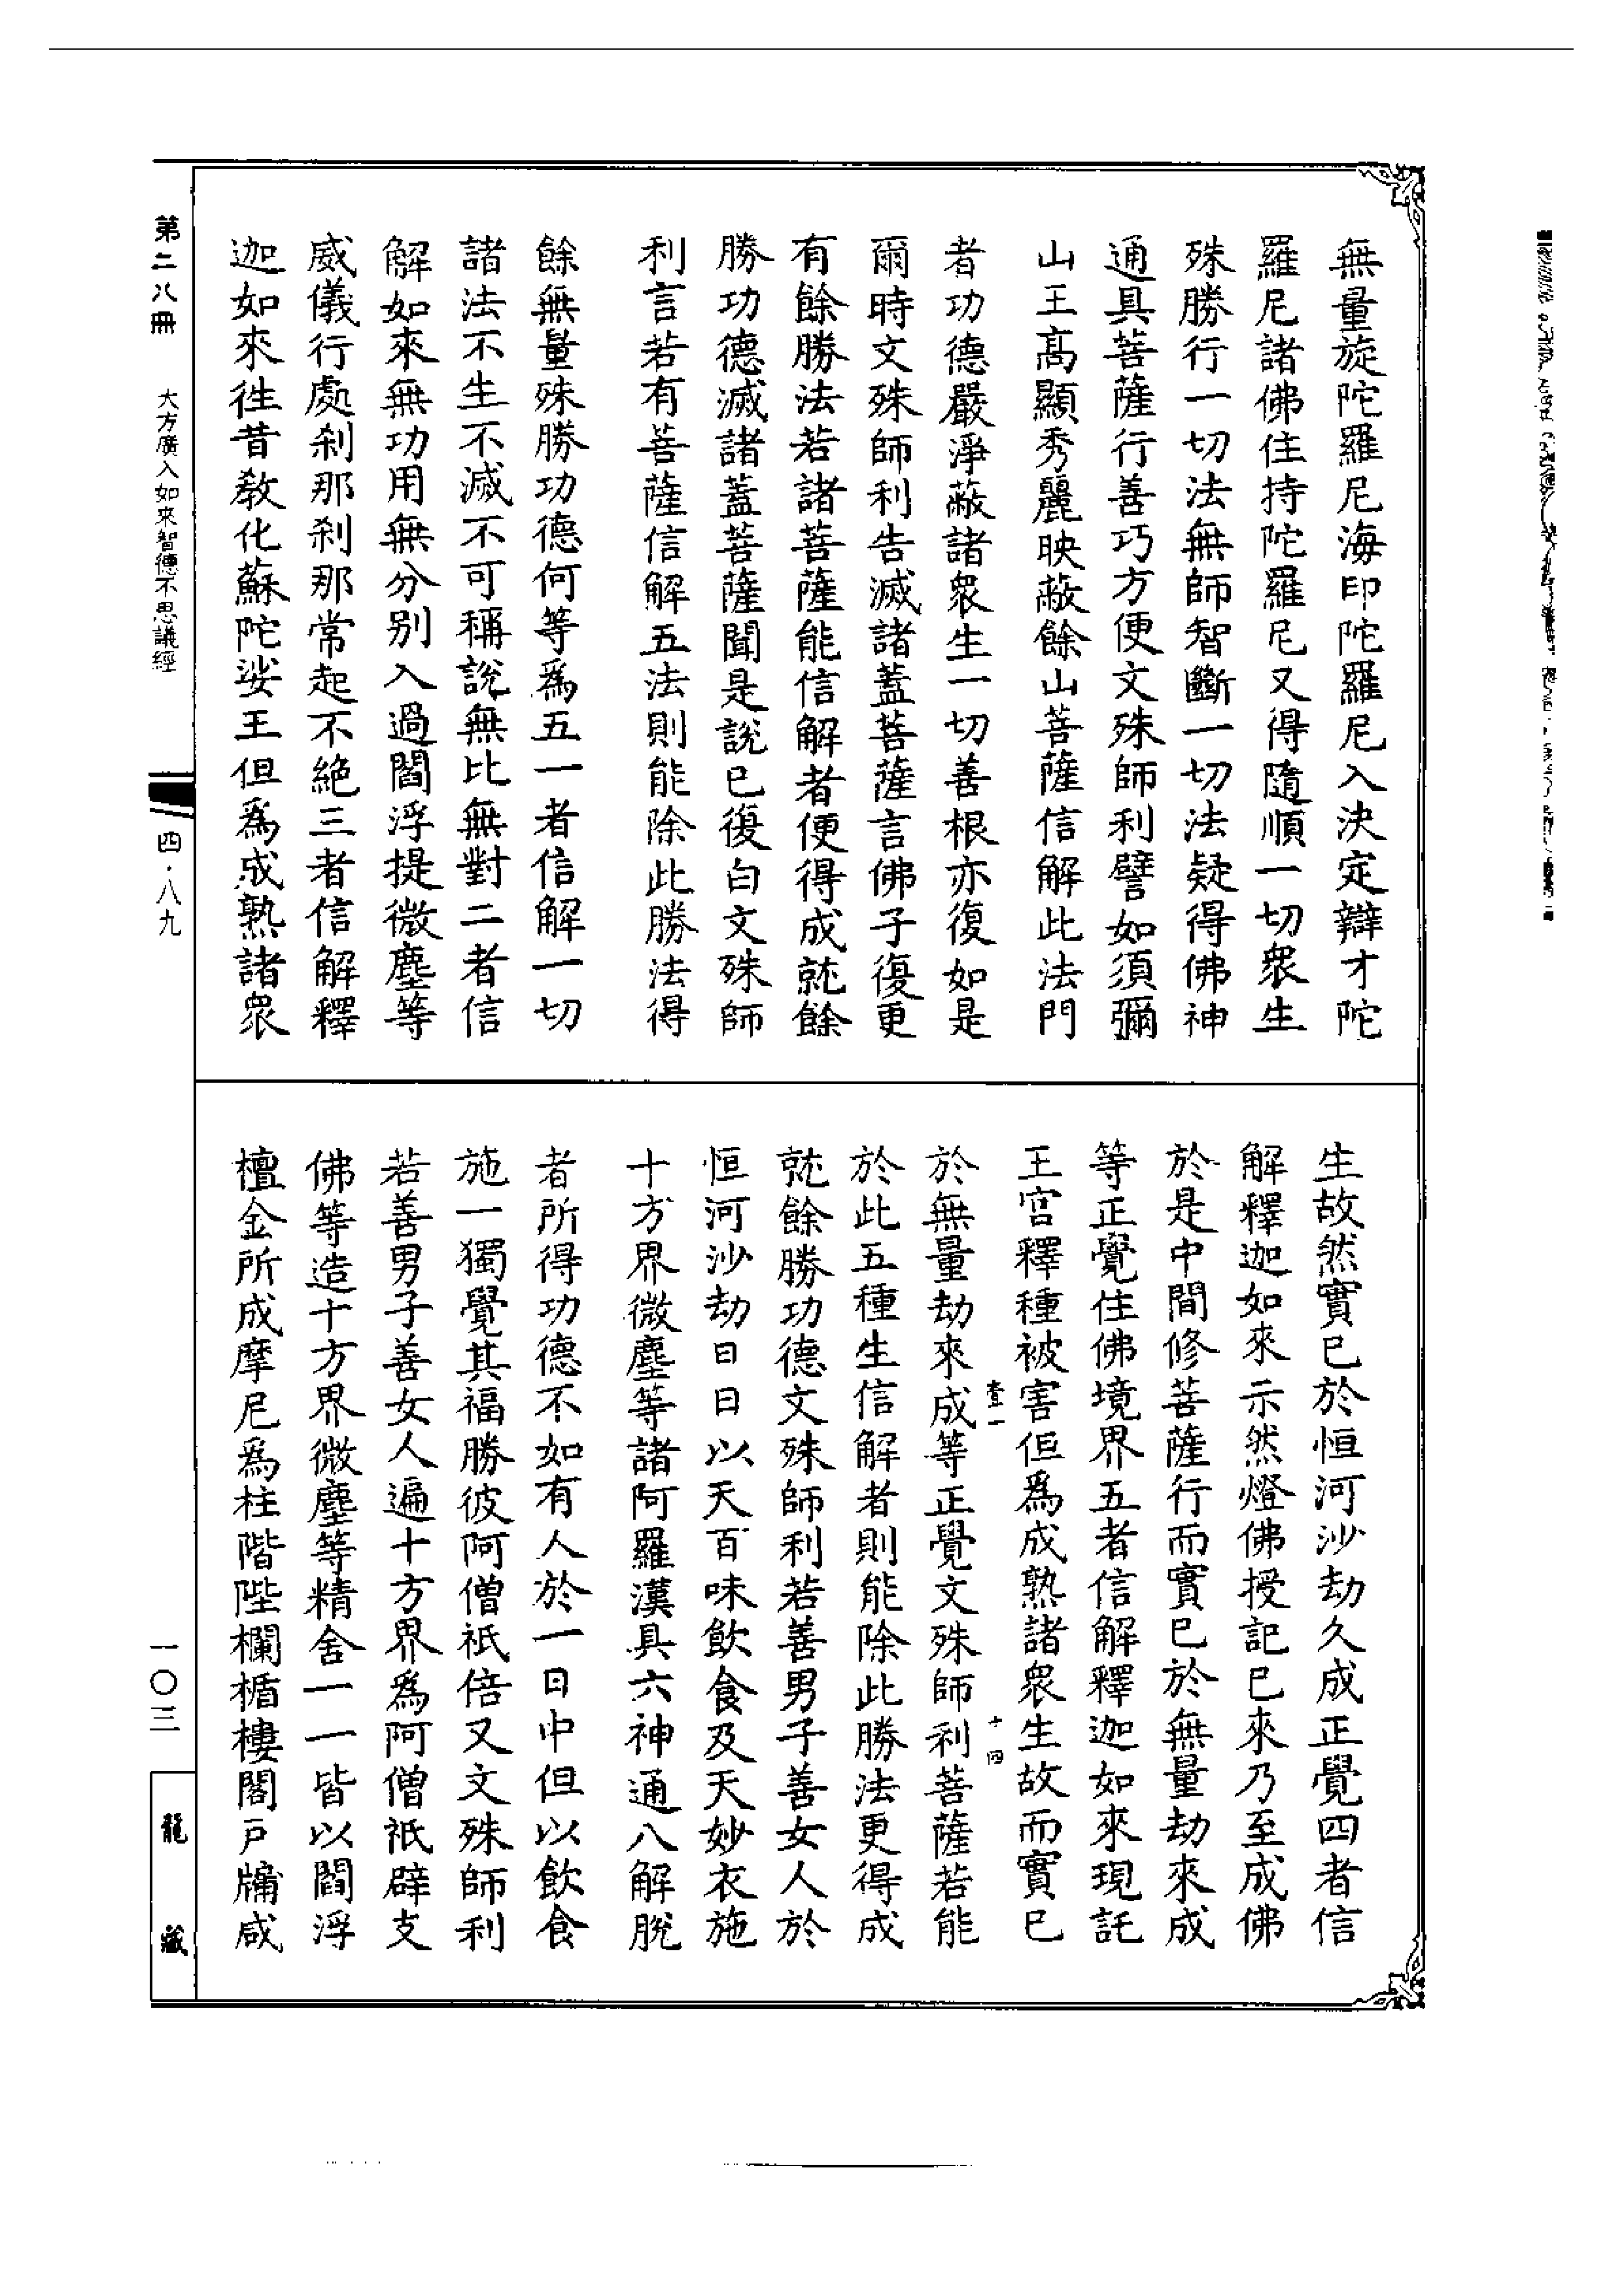 無量旋陀羅尼海印陀羅尼入決定辯才陀
羅尼諸佛住持陀羅尼又得隨順一切衆生
殊勝行一切法無師智斷一切法疑得佛神
通具菩薩行善巧方便文殊師利譬如須彌
山王高顯秀麗映蔽餘山菩薩信解此法門
者功德嚴淨蔽諸衆生一切善根亦復如是
爾時文殊師利告滅諸蓋菩薩言佛子復更
有餘勝法若諸菩薩能信解者便得成就餘
勝功德滅諸蓋菩薩聞是說已復白文殊師
利言若有菩薩信解五法則能除此勝法得
餘無量殊勝功德何等爲五一者信解一切
諸法不生不滅不可稱說無比無對二者信
解如來無功用無分別入過閻浮提微塵等
威儀行處刹那刹那常起不絕三者信解釋
迦如來往昔教化蘇陀娑王但爲成熟諸衆
生故然實已於恒河沙劫久成正覺四者信
解釋迦如來示然燈佛授記已來乃至成佛
於是中間修菩薩行而實已於無量劫來成
等正覺住佛境界五者信解釋迦如來現託
王宮釋種被害但爲成熟諸衆生故而實已
於無量劫來成等正覺文殊師利菩薩若能
於此五種生信解者則能除此勝法更得成
就餘勝功德文殊師利若善男子善女人於
恒河沙劫日日以天百味飲食及天妙衣施
十方界微塵等諸阿羅漢具六神通八解脫
者所得功德不如有人於一日中但以飲食
施一獨覺其福勝彼阿僧祇倍又文殊師利
若善男子善女人遍十方界爲阿僧祇辟支
佛等造十方界微塵等精舍一一皆以閻浮
檀金所成摩尼爲柱階陛欄楯樓閣戶牖咸
十四
第二八冊
大方廣入如來智德不思議經
四·八九
一〇三
龍藏